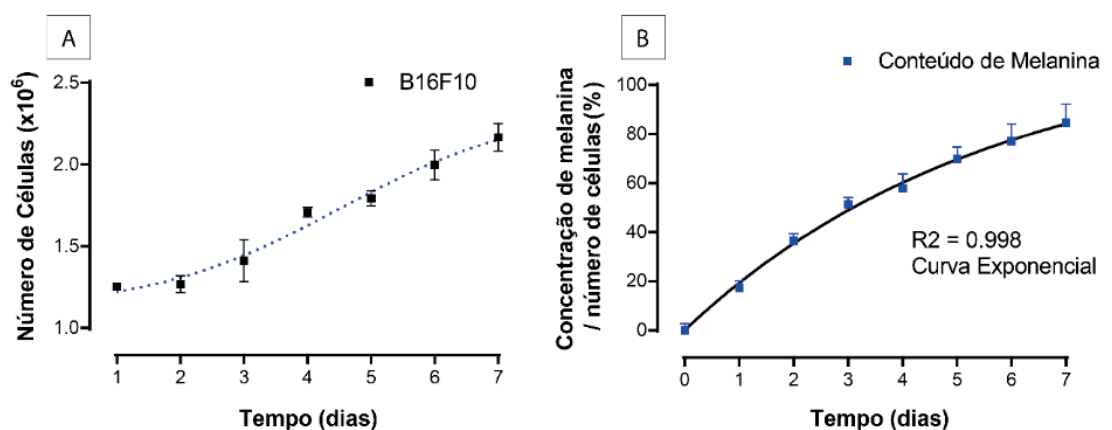 A
B16F10
Número de Células (x10⁶)
2.5
2.0
1.5
1.0
1 2 3 4 5 6 7
Tempo (dias)
B
Conteúdo de Melanina
Concentração de melanina
/ número de células (%)
100
80
60
40
20
0
R2 = 0.998
Curva Exponencial
0 1 2 3 4 5 6 7
Tempo (dias)